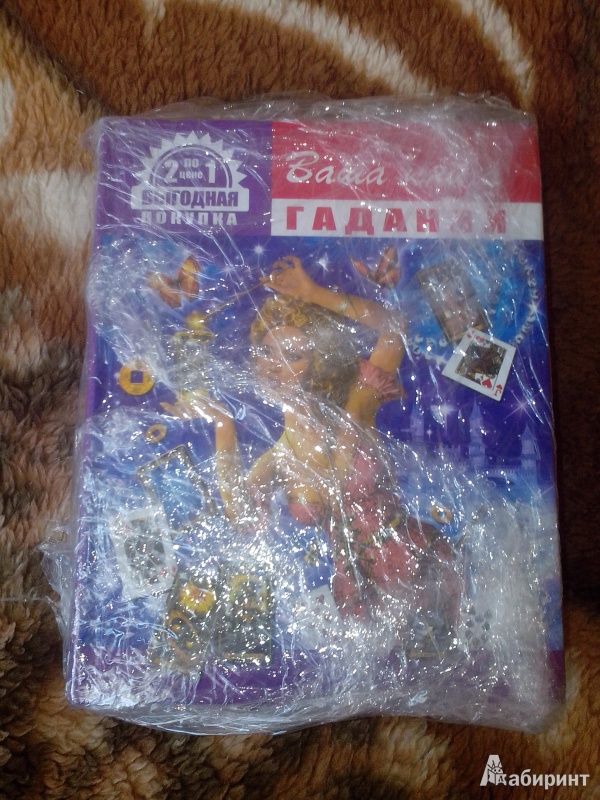 2 по цене 1
ВЫГОДНАЯ
ПОКУПКА
Ваша
ГАДАНИЯ
Лабиринт